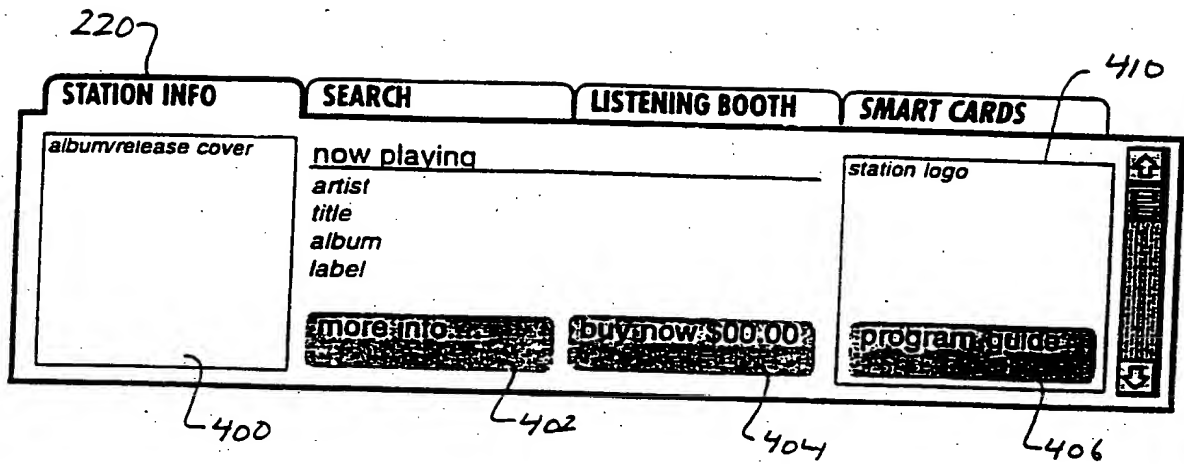 220
410
STATION INFO
SEARCH
LISTENING BOOTH
SMART CARDS
album/release cover
now playing
artist
title
album
label
station logo
more info
buy now $00.00
program guide
400
402
404
406